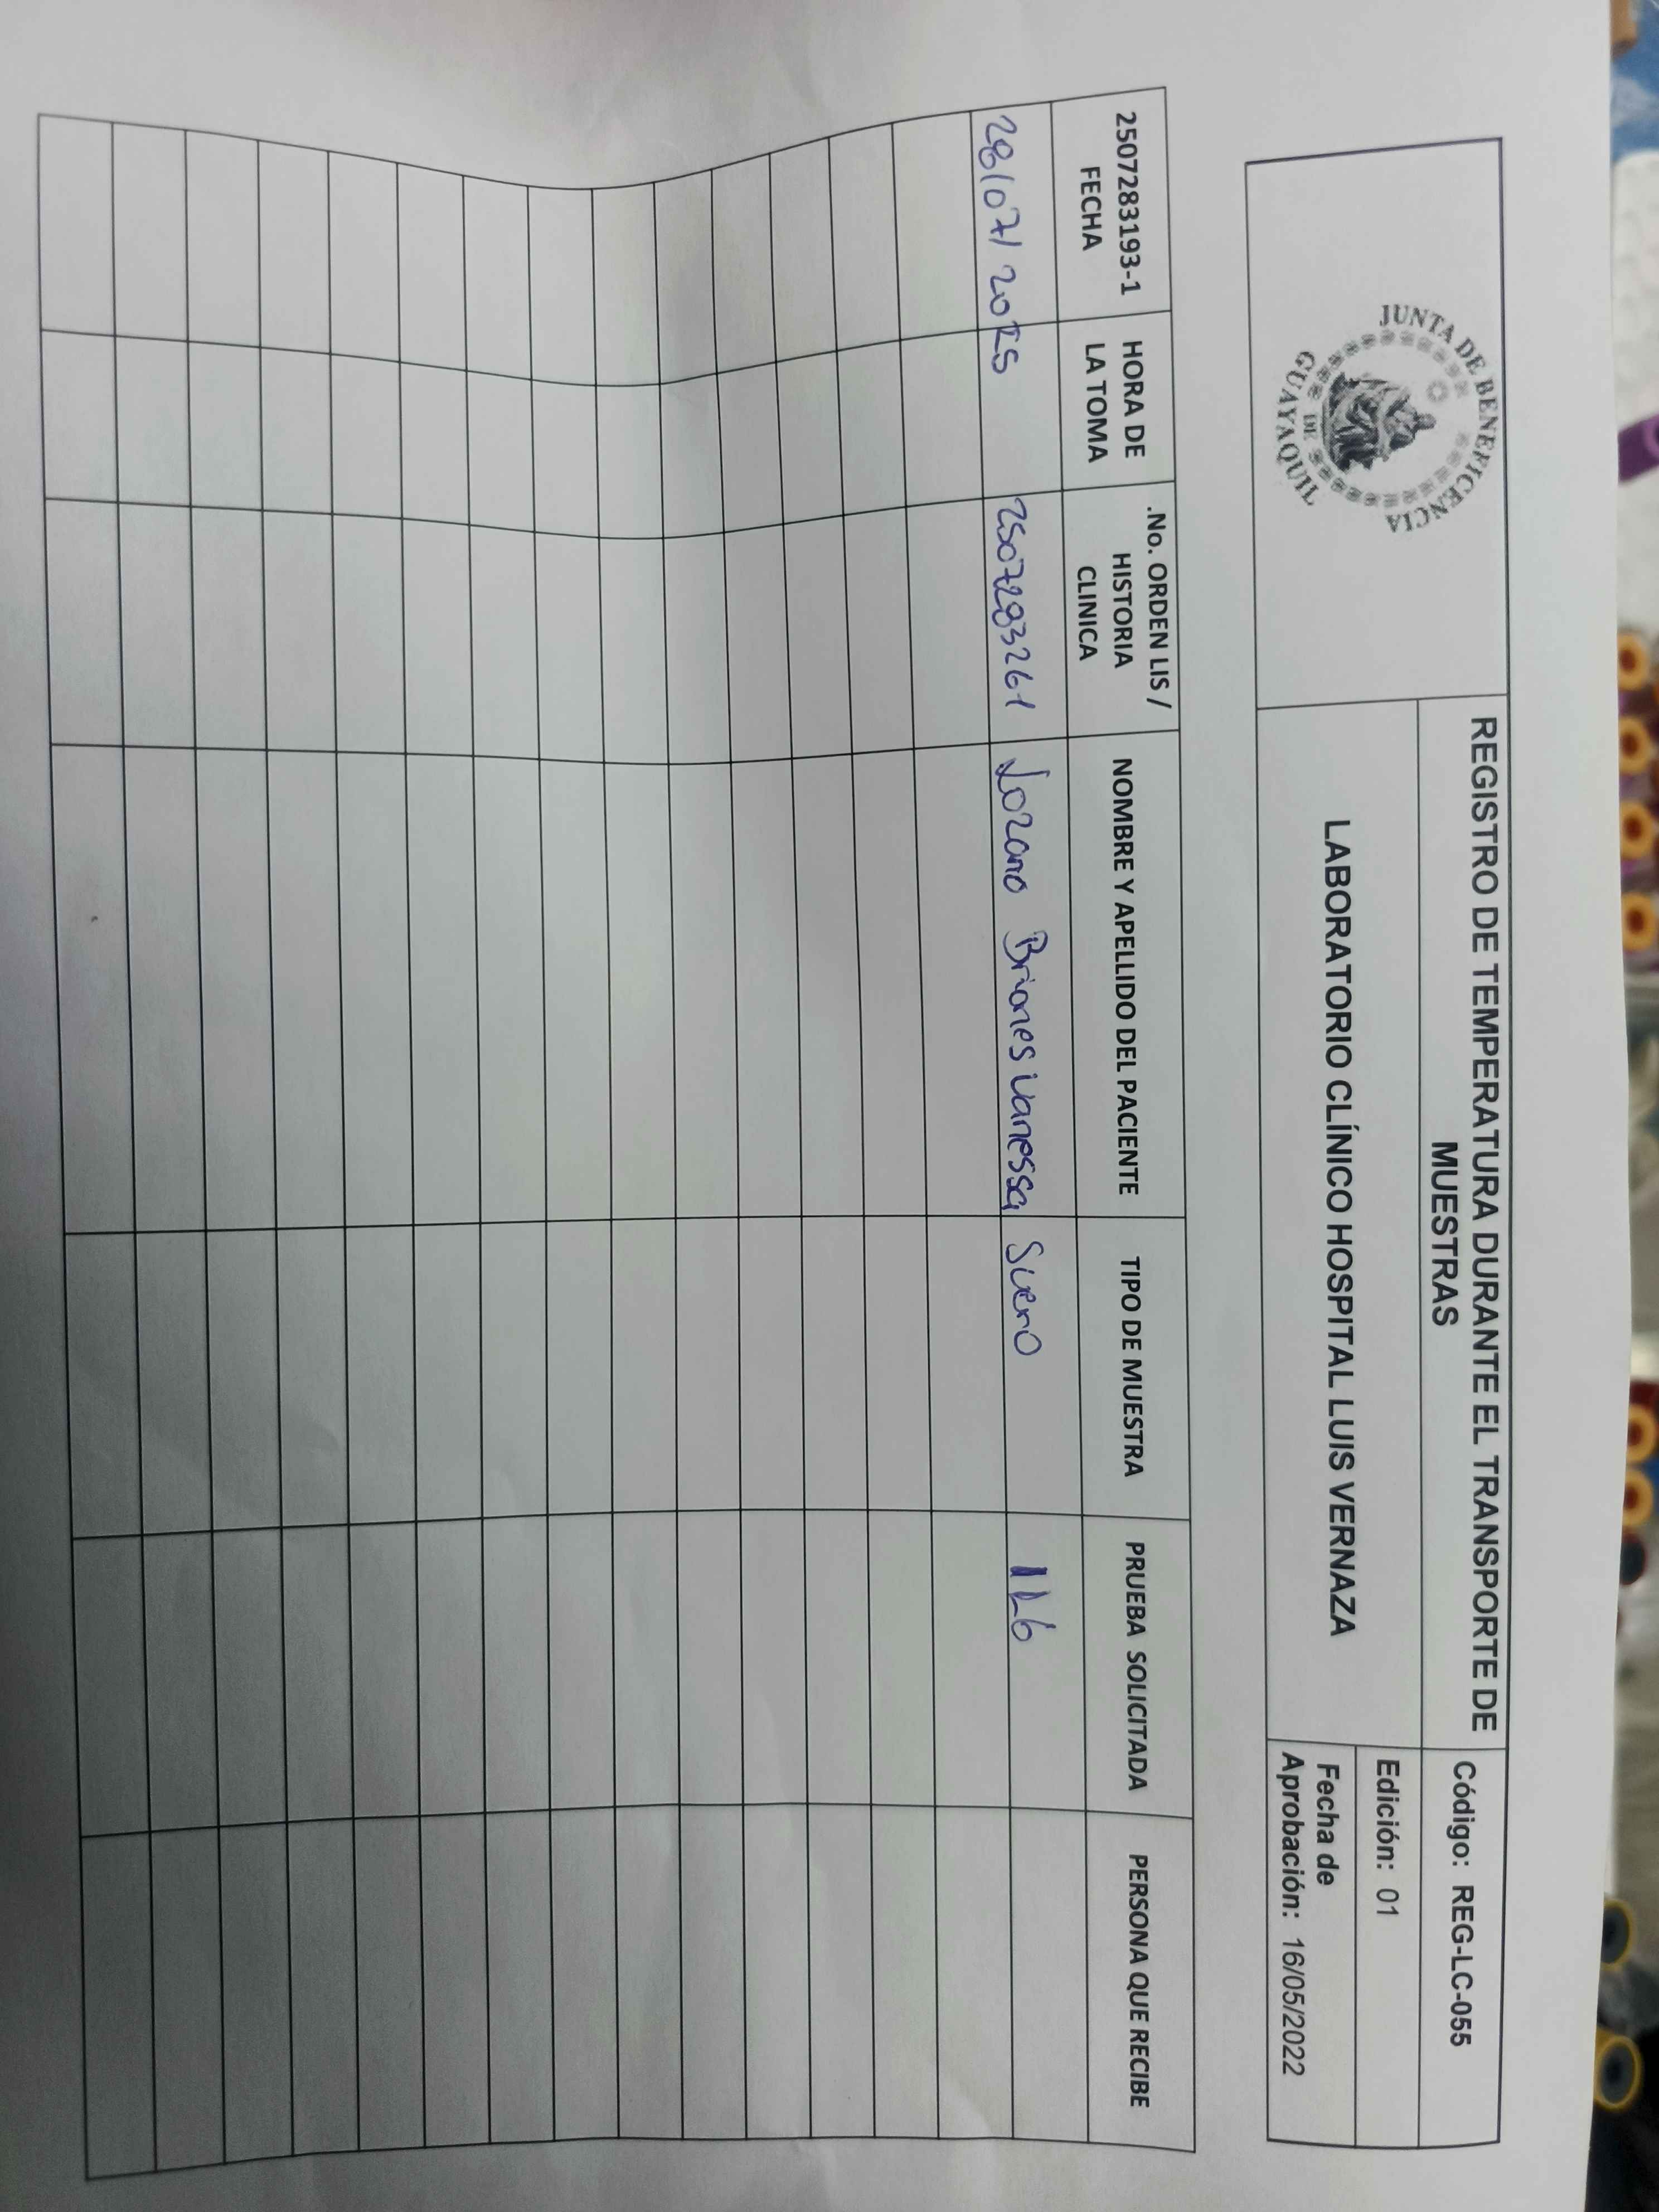 JUNTA DE BENEFICENCIA
DE
GUAYAQUIL
REGISTRO DE TEMPERATURA DURANTE EL TRANSPORTE DE
MUESTRAS
LABORATORIO CLÍNICO HOSPITAL LUIS VERNAZA
Código: REG-LC-055
Edición: 01
Fecha de
Aprobación: 16/05/2022
2507283193-1
FECHA
HORA DE
LA TOMA
.No. ORDEN LIS /
HISTORIA
CLINICA
NOMBRE Y APELLIDO DEL PACIENTE
TIPO DE MUESTRA
PRUEBA SOLICITADA
PERSONA QUE RECIBE
28/07/2025 2507283261 Lozano Briones Vanessa Suero IL6